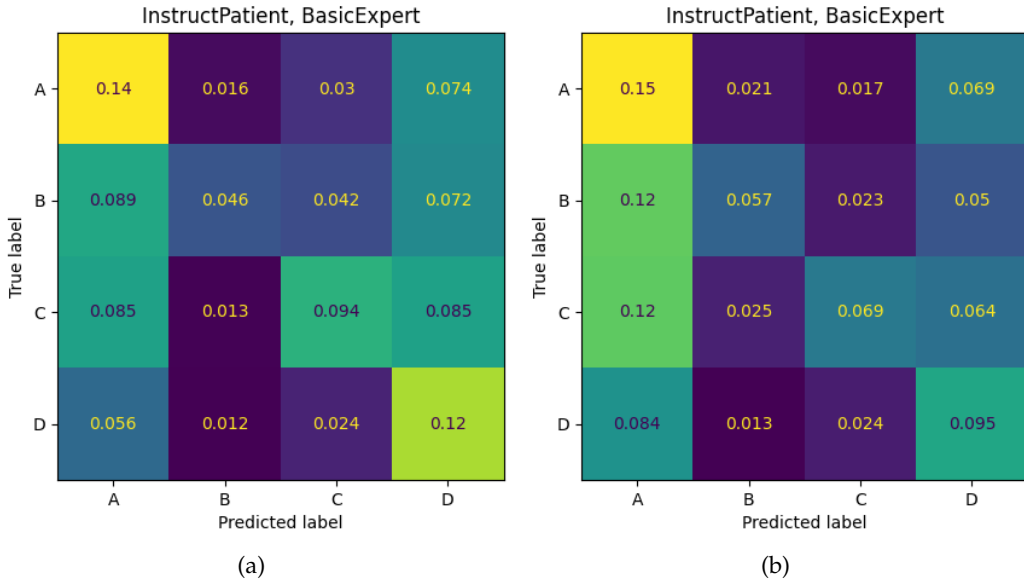 InstructPatient, BasicExpert
A 0.14 0.016 0.03 0.074
B 0.089 0.046 0.042 0.072
C 0.085 0.013 0.094 0.085
D 0.056 0.012 0.024 0.12
A B C D
True label
Predicted label
(a)
InstructPatient, BasicExpert
A 0.15 0.021 0.017 0.069
B 0.12 0.057 0.023 0.05
C 0.12 0.025 0.069 0.064
D 0.084 0.013 0.024 0.095
A B C D
True label
Predicted label
(b)